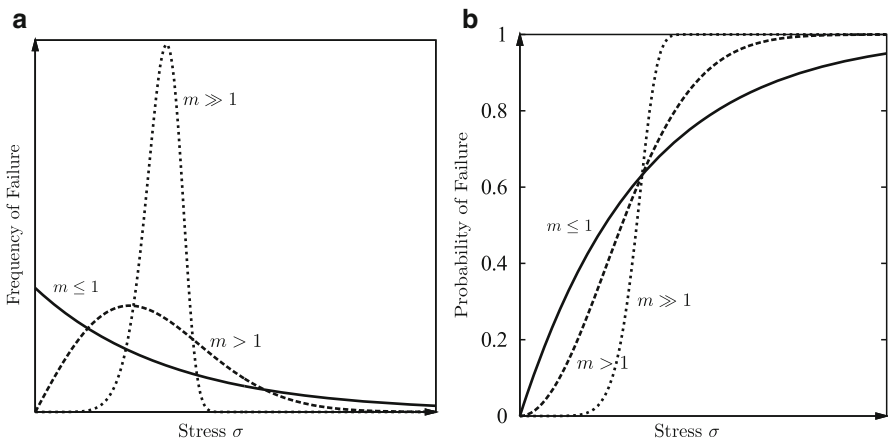 a
Frequency of Failure
m ≫ 1
m ≤ 1
m > 1
Stress σ
b
Probability of Failure
1
0.8
0.6
0.4
0.2
0
m ≤ 1
m ≫ 1
m > 1
Stress σ